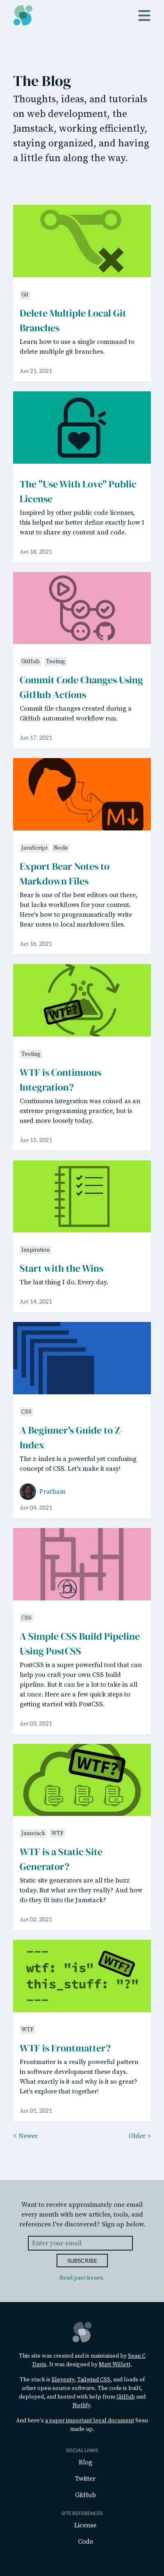 The Blog
Thoughts, ideas, and tutorials
on web development, the
Jamstack, working efficiently,
staying organized, and having
a little fun along the way.
Git
Delete Multiple Local Git
Branches
Learn how to use a single command to
delete multiple git branches.
Jun 21, 2021
The "Use With Love" Public
License
Inspired by other public code licenses,
this helped me better define exactly how I
want to share my content and code.
Jun 18, 2021
GitHub Testing
Commit Code Changes Using
GitHub Actions
Commit file changes created during a
GitHub automated workflow run.
Jun 17, 2021
M
JavaScript Node
Export Bear Notes to
Markdown Files
Bear is one of the best editors out there,
but lacks workflows for your content.
Here's how to programmatically write
Bear notes to local markdown files.
Jun 16, 2021
WTF?
Testing
WTF is Continuous
Integration?
Continuous integration was coined as an
extreme programming practice, but is
used more loosely today.
Jun 15, 2021
Inspiration
Start with the Wins
The last thing I do. Every day.
Jun 14, 2021
CSS
A Beginner's Guide to Z-
Index
The z-index is a powerful yet confusing
concept of CSS. Let's make it easy!
Pratham
Jun 04, 2021
CSS
A Simple CSS Build Pipeline
Using PostCSS
PostCSS is a super powerful tool that can
help you craft your own CSS build
pipeline. But it can be a lot to take in all
at once. Here are a few quick steps to
getting started with PostCSS.
Jun 03, 2021
WTF?
Jamstack WTF
WTF is a Static Site
Generator?
Static site generators are all the buzz
today. But what are they really? And how
do they fit into the Jamstack?
Jun 02, 2021
---
wtf: "is"
this_stuff: "?"
---
WTF?
WTF
WTF is Frontmatter?
Frontmatter is a really powerful pattern
in software development these days.
What exactly is it and why is it so great?
Let's explore that together!
Jun 01, 2021
< Newer
Older >
Want to receive approximately one email
every month with new articles, tools, and
references I've discovered? Sign up below.
Enter your email
SUBSCRIBE
Read past issues.
This site was created and is maintained by Sean C
Davis. It was designed by Matt Willett.
The stack is Eleventy, Tailwind CSS, and loads of
other open-source software. The code is built,
deployed, and hosted with help from GitHub and
Netlify.
And here's a super important legal document Sean
made up.
SOCIAL LINKS
Blog
Twitter
GitHub
SITE REFERENCES
License
Code